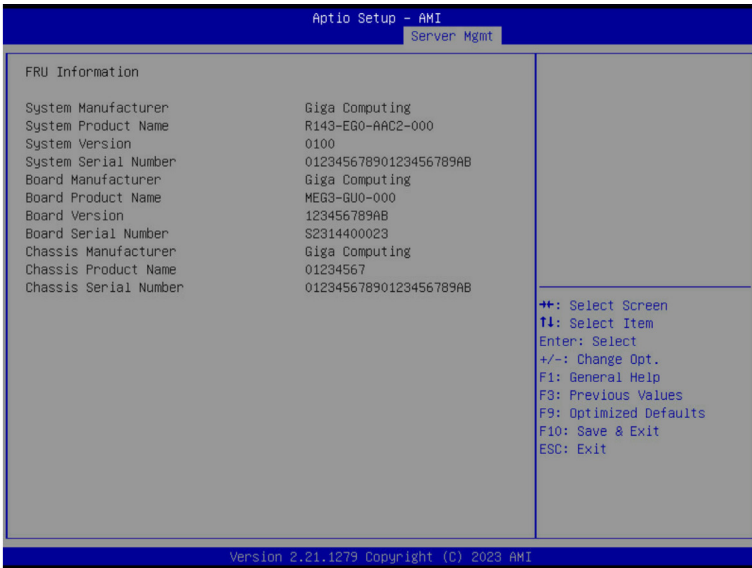 Aptio Setup – AMI
Server Mgmt
FRU Information
System Manufacturer Giga Computing
System Product Name R143-EG0-AAC2-000
System Version 0100
System Serial Number 01234567890123456789AB
Board Manufacturer Giga Computing
Board Product Name MEG3-GU0-000
Board Version 123456789AB
Board Serial Number S2314400023
Chassis Manufacturer Giga Computing
Chassis Product Name 01234567
Chassis Serial Number 01234567890123456789AB
→←: Select Screen
↑↓: Select Item
Enter: Select
+/-: Change Opt.
F1: General Help
F3: Previous Values
F9: Optimized Defaults
F10: Save & Exit
ESC: Exit
Version 2.21.1279 Copyright (C) 2023 AMI